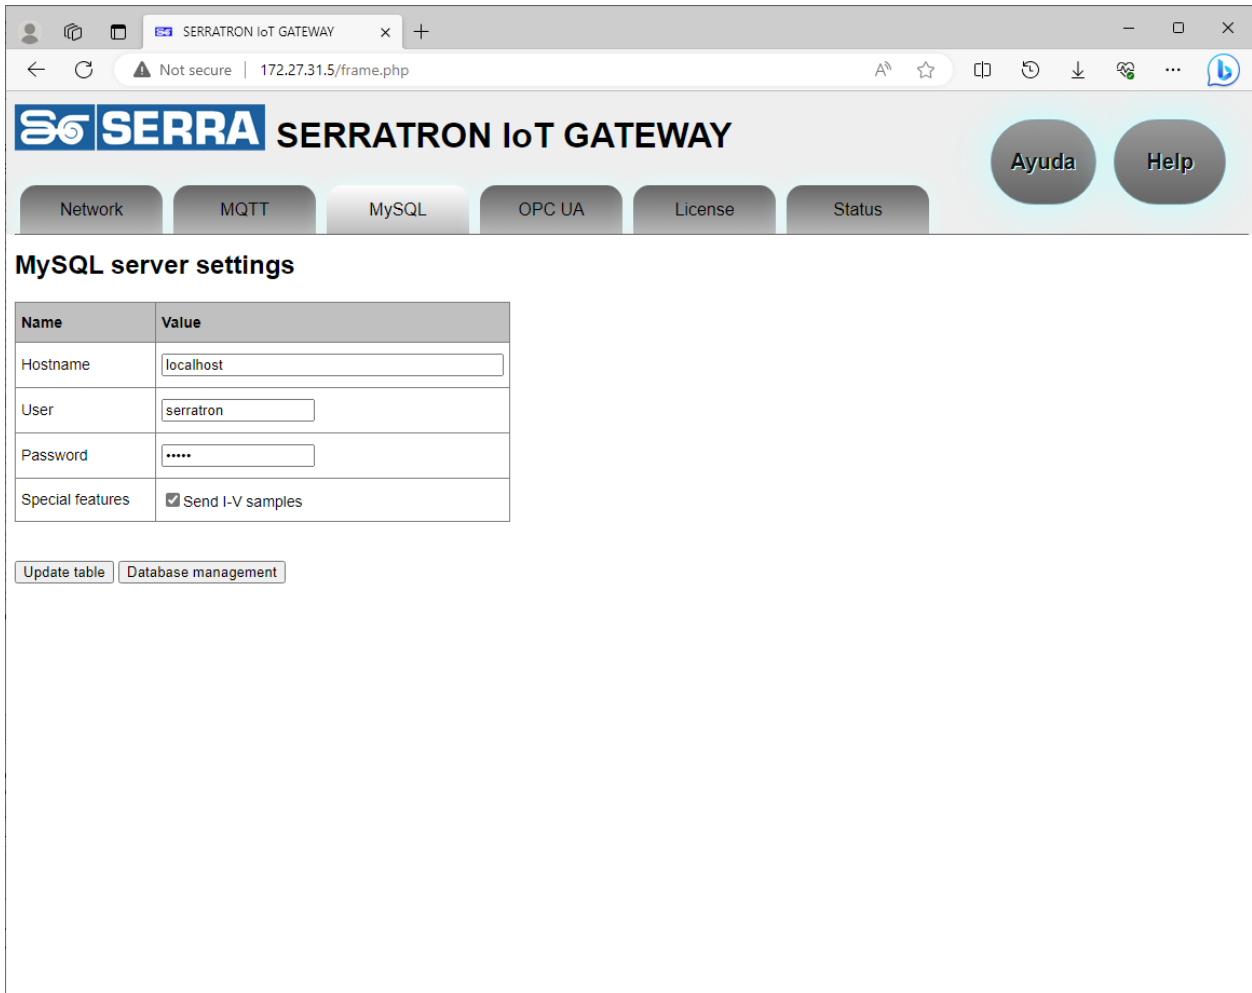 SERRATRON IoT GATEWAY
Not secure | 172.27.31.5/frame.php
SERRA SERRATRON IoT GATEWAY
Ayuda Help
Network MQTT MySQL OPC UA License Status
MySQL server settings
Name Value
Hostname localhost
User serratron
Password •••••
Special features Send I-V samples
Update table Database management